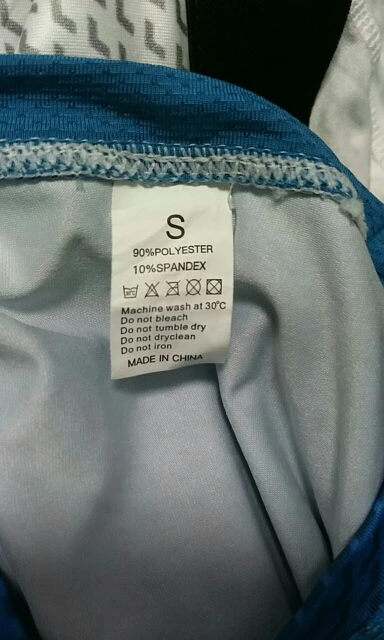 S
90%POLYESTER
10%SPANDEX
Machine wash at 30°C
Do not bleach
Do not tumble dry
Do not dryclean
Do not iron
MADE IN CHINA